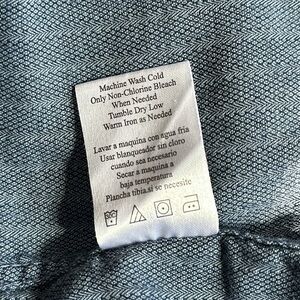 Machine Wash Cold
Only Non-Chlorine Bleach
When Needed
Tumble Dry Low
Warm Iron as Needed
Lavar a maquina con agua fria
Usar blanqueador sin cloro
cuando sea necesario
Secar a maquina a
baja temperatura
Plancha tibia.si se necesite